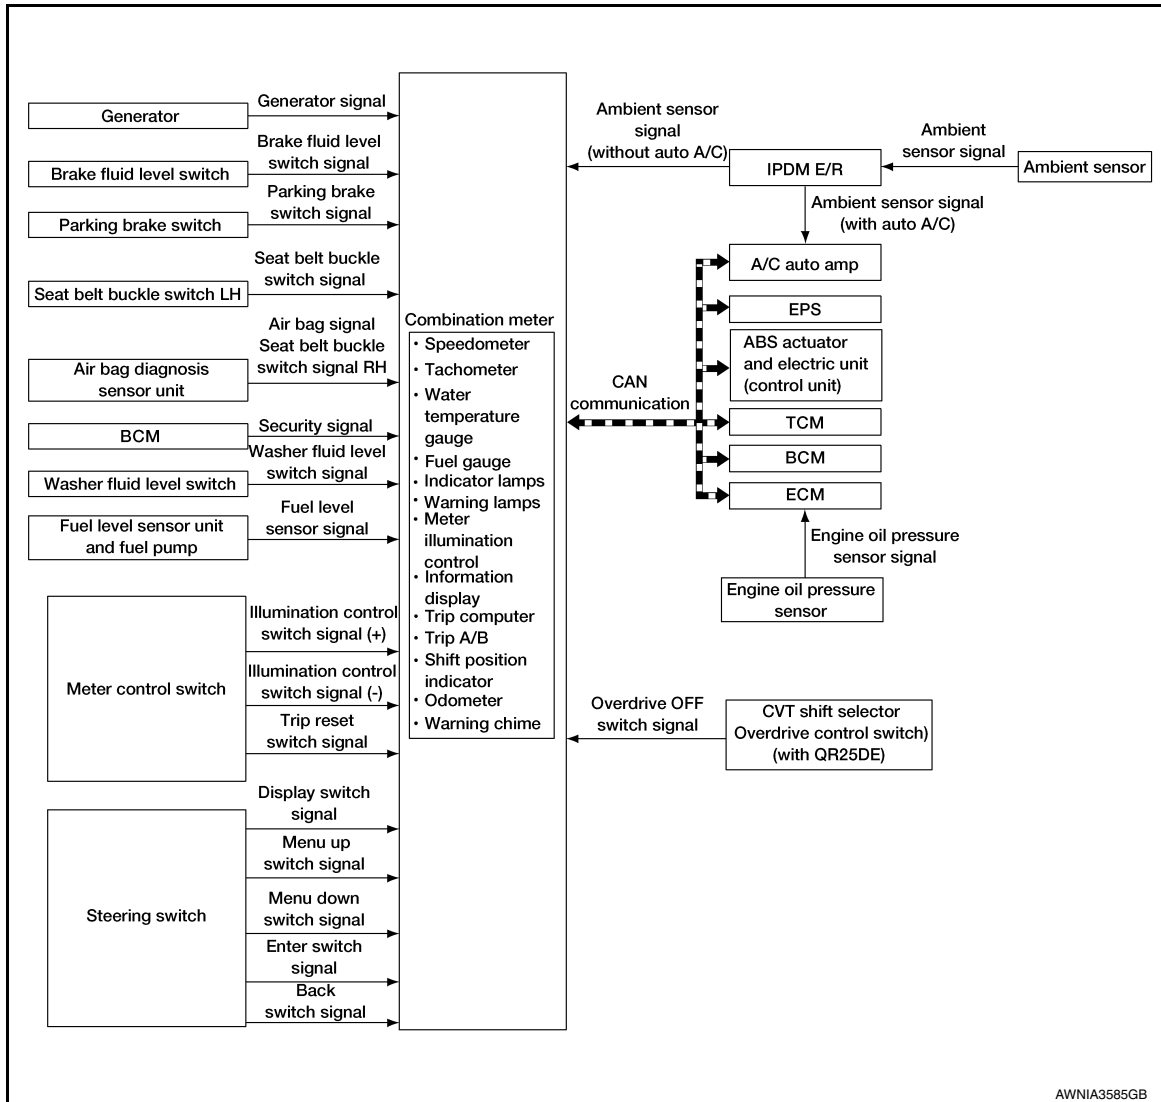 Generator
Generator signal
Brake fluid level switch
Brake fluid level
switch signal
Parking brake switch
Parking brake
switch signal
Seat belt buckle switch LH
Seat belt buckle
switch signal
Air bag diagnosis
sensor unit
Air bag signal
Seat belt buckle
switch signal RH
BCM
Security signal
Washer fluid level switch
Washer fluid level
switch signal
Fuel level sensor unit
and fuel pump
Fuel level
sensor signal
Meter control switch
Illumination control
switch signal (+)
Illumination control
switch signal (-)
Trip reset
switch signal
Steering switch
Display switch
signal
Menu up
switch signal
Menu down
switch signal
Enter switch
signal
Back
switch signal
Combination meter
· Speedometer
· Tachometer
· Water
temperature
gauge
· Fuel gauge
· Indicator lamps
· Warning lamps
· Meter
illumination
control
· Information
display
· Trip computer
· Trip A/B
· Shift position
indicator
· Odometer
· Warning chime
Ambient sensor
signal
(without auto A/C)
IPDM E/R
Ambient
sensor signal
Ambient sensor
Ambient sensor signal
(with auto A/C)
A/C auto amp
EPS
ABS actuator
and electric unit
(control unit)
CAN
communication
TCM
BCM
ECM
Engine oil pressure
sensor signal
Engine oil pressure
sensor
Overdrive OFF
switch signal
CVT shift selector
Overdrive control switch)
(with QR25DE)
AWNIA3585GB